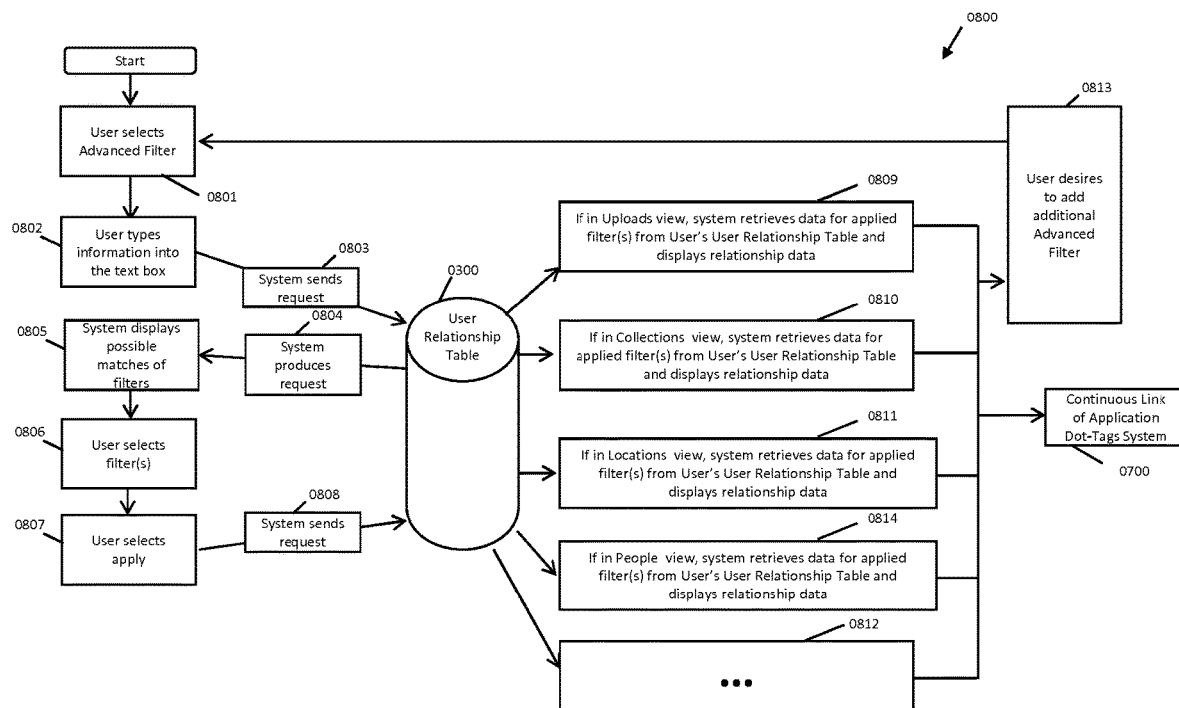 0800
Start
0813
User selects
Advanced Filter
0801
0809
User desires
to add
additional
Advanced
Filter
0802
User types
information into
the text box
0803
System sends
request
0300
User
Relationship
Table
If in Uploads view, system retrieves data for applied
filter(s) from User's User Relationship Table and
displays relationship data
0810
0804
System
produces
request
0805
System displays
possible
matches of
filters
If in Collections view, system retrieves data for
applied filter(s) from User's User Relationship Table
and displays relationship data
Continuous Link
of Application
Dot-Tags System
0700
0806
User selects
filter(s)
0811
If in Locations view, system retrieves data for applied
filter(s) from User's User Relationship Table and
displays relationship data
0807
User selects
apply
0808
System sends
request
0814
If in People view, system retrieves data for applied
filter(s) from User's User Relationship Table and
displays relationship data
0812
...